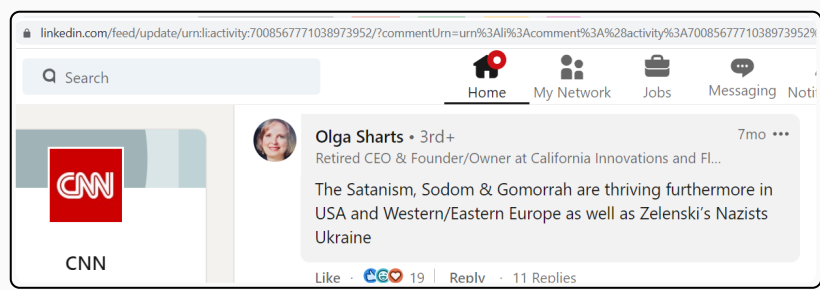 linkedin.com/feed/update/urn:li:activity:7008567771038973952/?commentUrn=urn%3Ali%3Acomment%3A%28activity%3A7008567771038973952%
Search
Home
My Network
Jobs
Messaging
Noti
CNN
CNN
Olga Sharts • 3rd+
7mo •••
Retired CEO & Founder/Owner at California Innovations and Fl...
The Satanism, Sodom & Gomorrah are thriving furthermore in
USA and Western/Eastern Europe as well as Zelenski's Nazists
Ukraine
Like · 19 | Reply · 11 Replies